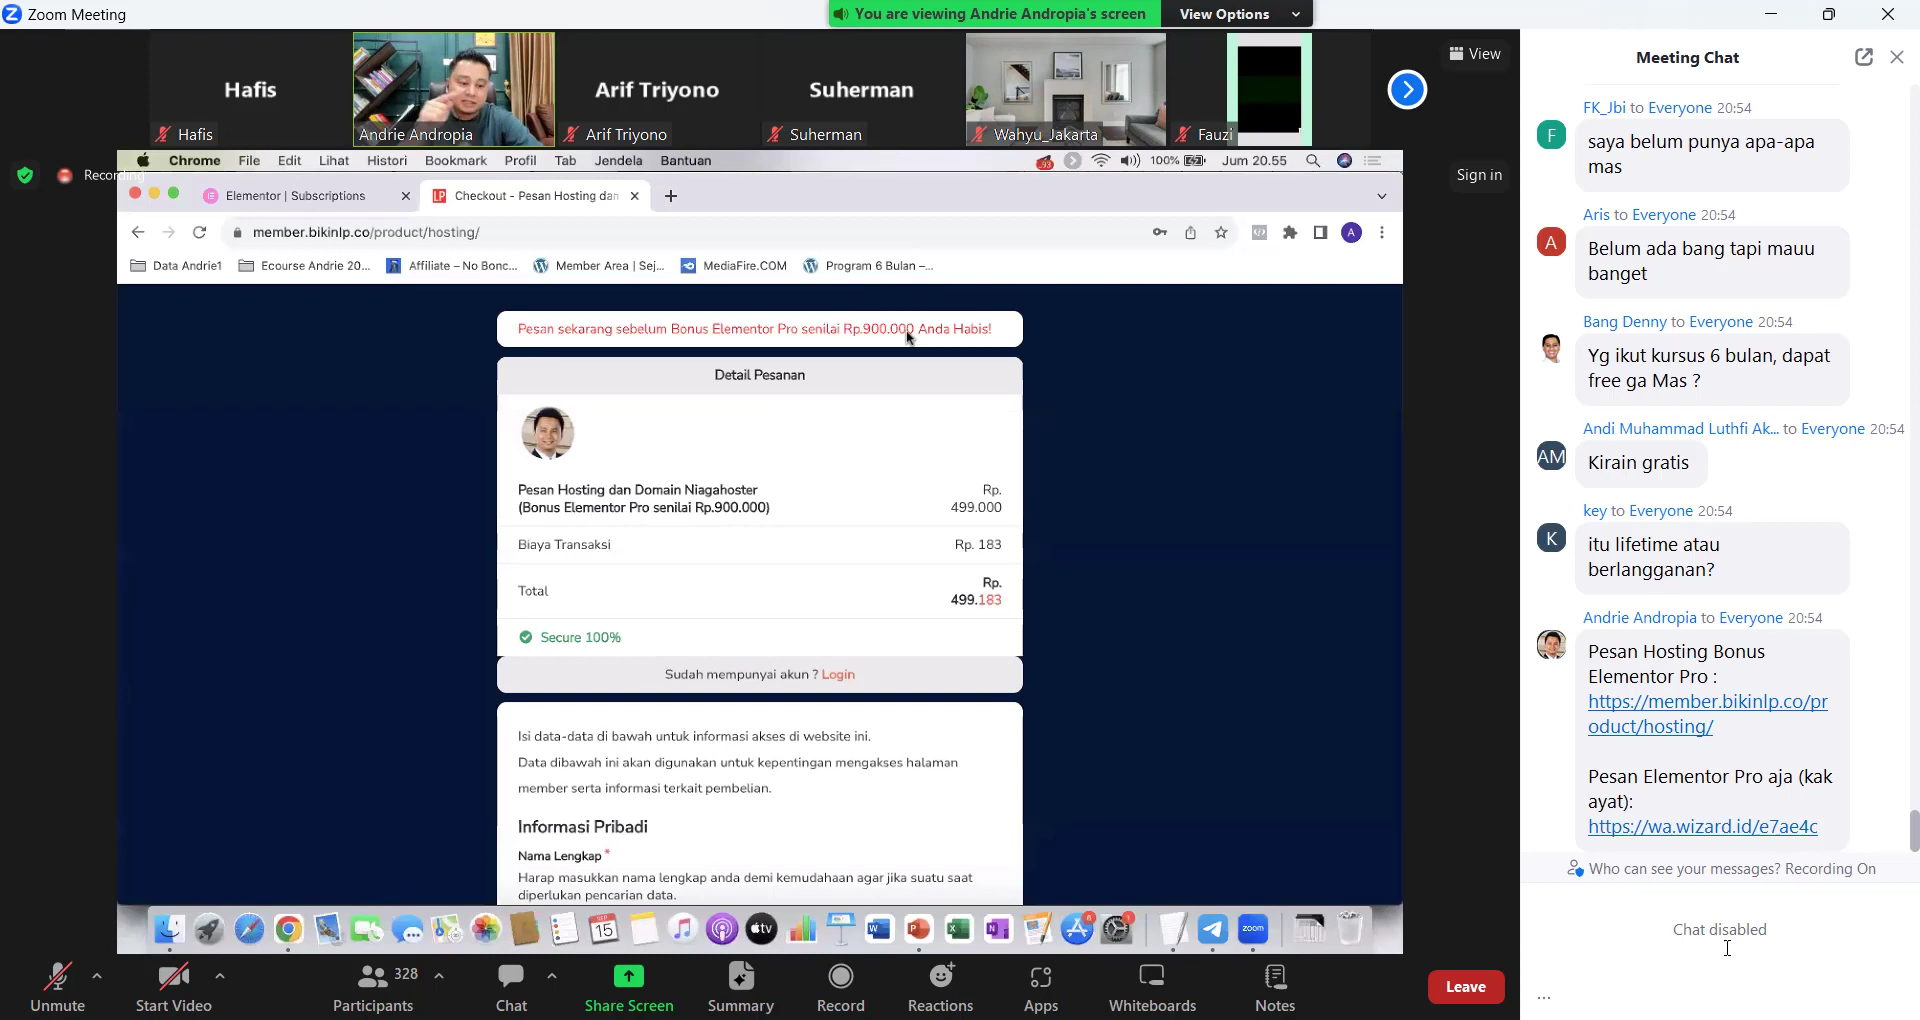 Zoom Meeting
You are viewing Andrie Andropia's screen
View Options
Hafis
Hafis
Andrie Andropia
Arif Triyono
Arif Triyono
Suherman
Suherman
Wahyu_Jakarta
Fauzi
View
Recording
Sign in
Chrome File Edit Lihat Histori Bookmark Profil Tab Jendela Bantuan
100% Jum 20.55
Elementor | Subscriptions
Checkout - Pesan Hosting dan
member.bikinlp.co/product/hosting/
Data Andrie1
Ecourse Andrie 20...
Affiliate – No Bonc...
Member Area | Sej...
MediaFire.COM
Program 6 Bulan –...
Pesan sekarang sebelum Bonus Elementor Pro senilai Rp.900.000 Anda Habis!
Detail Pesanan
Pesan Hosting dan Domain Niagahoster
(Bonus Elementor Pro senilai Rp.900.000)
Rp.
499.000
Biaya Transaksi
Rp. 183
Total
Rp.
499.183
Secure 100%
Sudah mempunyai akun ? Login
Isi data-data di bawah untuk informasi akses di website ini.
Data dibawah ini akan digunakan untuk kepentingan mengakses halaman
member serta informasi terkait pembelian.
Informasi Pribadi
Nama Lengkap *
Harap masukkan nama lengkap anda demi kemudahaan agar jika suatu saat
diperlukan pencarian data.
SEP
15
tv
zoom
Unmute
Start Video
328
Participants
Chat
Share Screen
Summary
Record
Reactions
Apps
Whiteboards
Notes
Leave
Meeting Chat
FK_Jbi to Everyone 20:54
F
saya belum punya apa-apa
mas
Aris to Everyone 20:54
A
Belum ada bang tapi mauu
banget
Bang Denny to Everyone 20:54
Yg ikut kursus 6 bulan, dapat
free ga Mas ?
Andi Muhammad Luthfi Ak... to Everyone 20:54
AM
Kirain gratis
key to Everyone 20:54
K
itu lifetime atau
berlangganan?
Andrie Andropia to Everyone 20:54
Pesan Hosting Bonus
Elementor Pro :
https://member.bikinlp.co/pr
oduct/hosting/
Pesan Elementor Pro aja (kak
ayat):
https://wa.wizard.id/e7ae4c
Who can see your messages? Recording On
Chat disabled
...